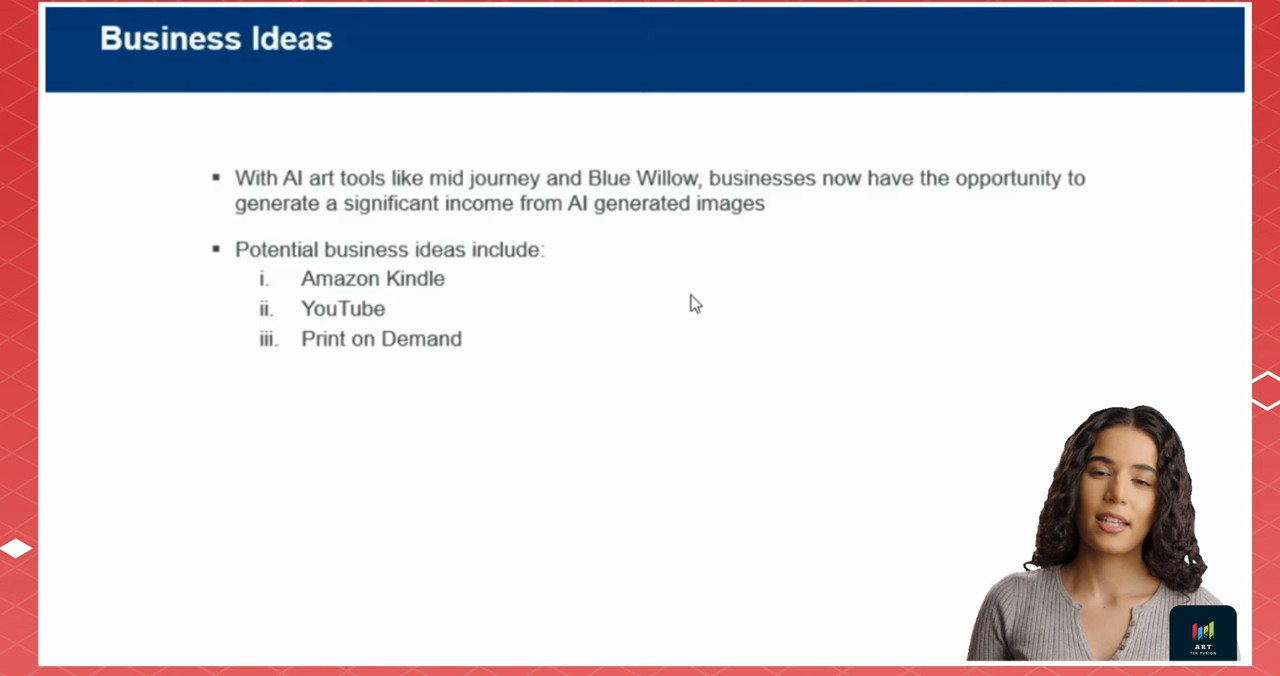 Business Ideas
▪ With AI art tools like mid journey and Blue Willow, businesses now have the opportunity to
generate a significant income from AI generated images
▪ Potential business ideas include:
i. Amazon Kindle
ii. YouTube
iii. Print on Demand
ART
TEK FUSION